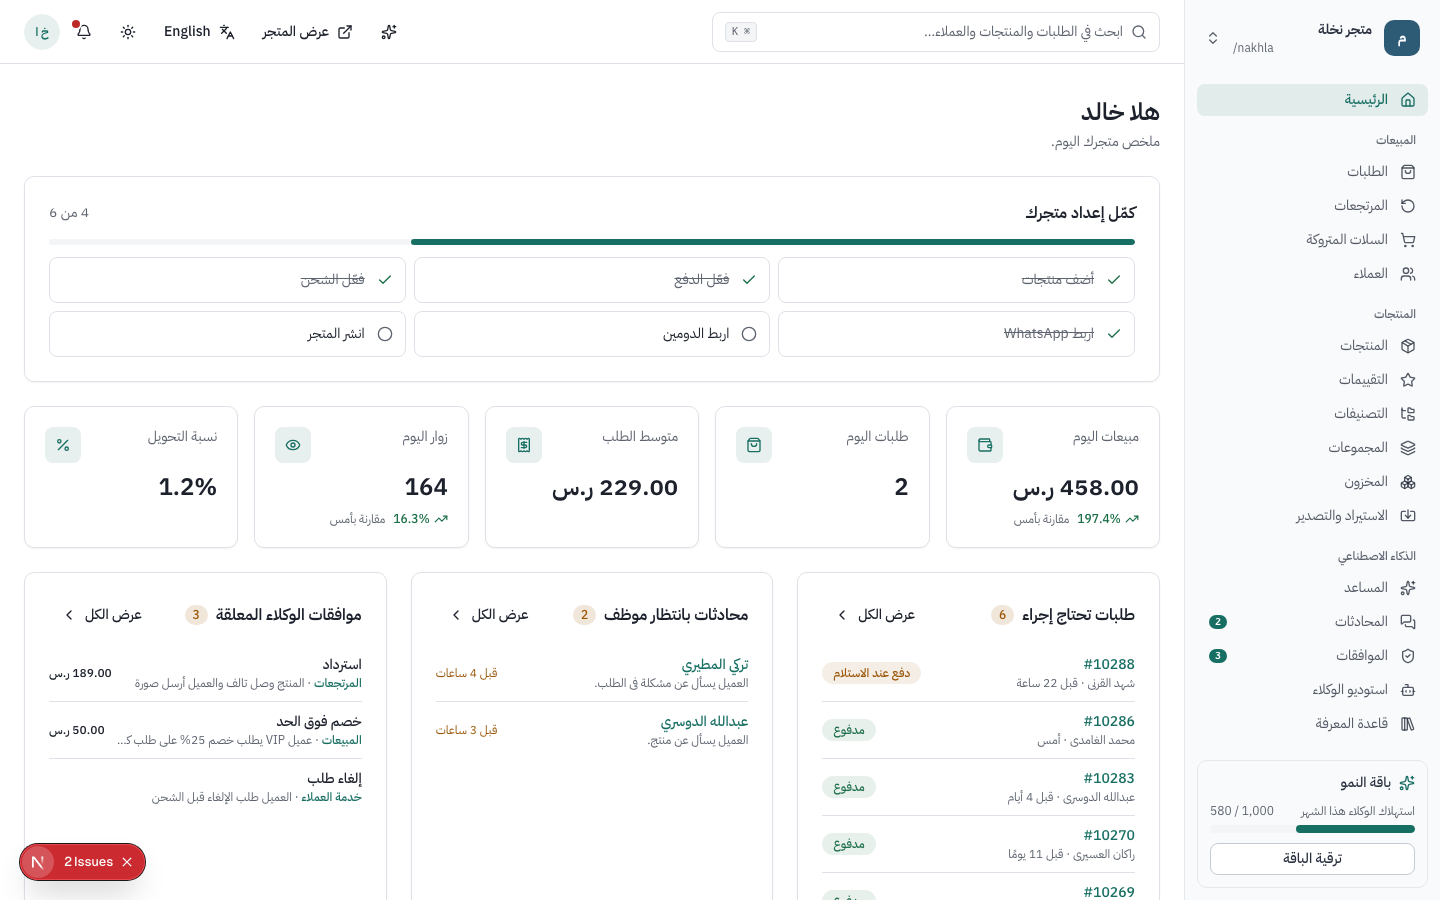 متجر نخلة
/nakhla
م
الرئيسية
المبيعات
الطلبات
المرتجعات
السلات المتروكة
العملاء
المنتجات
المنتجات
التقييمات
التصنيفات
المجموعات
المخزون
الاستيراد والتصدير
الذكاء الاصطناعي
المساعد
المحادثات 2
الموافقات 3
استوديو الوكلاء
قاعدة المعرفة
باقة النمو
استهلاك الوكلاء هذا الشهر 580 / 1,000
ترقية الباقة
ابحث في الطلبات والمنتجات والعملاء... ⌘ K
عرض المتجر
English
خ ا
هلا خالد
ملخص متجرك اليوم.
كمّل إعداد متجرك 4 من 6
أضف منتجات
فعّل الدفع
فعّل الشحن
اربط WhatsApp
اربط الدومين
انشر المتجر
مبيعات اليوم
458.00 ر.س
197.4% مقارنة بأمس
طلبات اليوم
2
متوسط الطلب
229.00 ر.س
زوار اليوم
164
16.3% مقارنة بأمس
نسبة التحويل
1.2%
طلبات تحتاج إجراء 6 عرض الكل
#10288
شهد القرني · قبل 22 ساعة
دفع عند الاستلام
#10286
محمد الغامدي · أمس
مدفوع
#10283
عبدالله الدوسري · قبل 4 أيام
مدفوع
#10270
راكان العسيري · قبل 11 يومًا
مدفوع
#10269
مدفوع
محادثات بانتظار موظف 2 عرض الكل
تركي المطيري
العميل يسأل عن مشكلة في الطلب.
قبل 4 ساعات
عبدالله الدوسري
العميل يسأل عن منتج.
قبل 3 ساعات
موافقات الوكلاء المعلقة 3 عرض الكل
استرداد
المرتجعات · المنتج وصل تالف والعميل أرسل صورة
189.00 ر.س
خصم فوق الحد
المبيعات · عميل VIP يطلب خصم 25% على طلب كـ...
50.00 ر.س
إلغاء طلب
خدمة العملاء · العميل طلب الإلغاء قبل الشحن
N 2 Issues